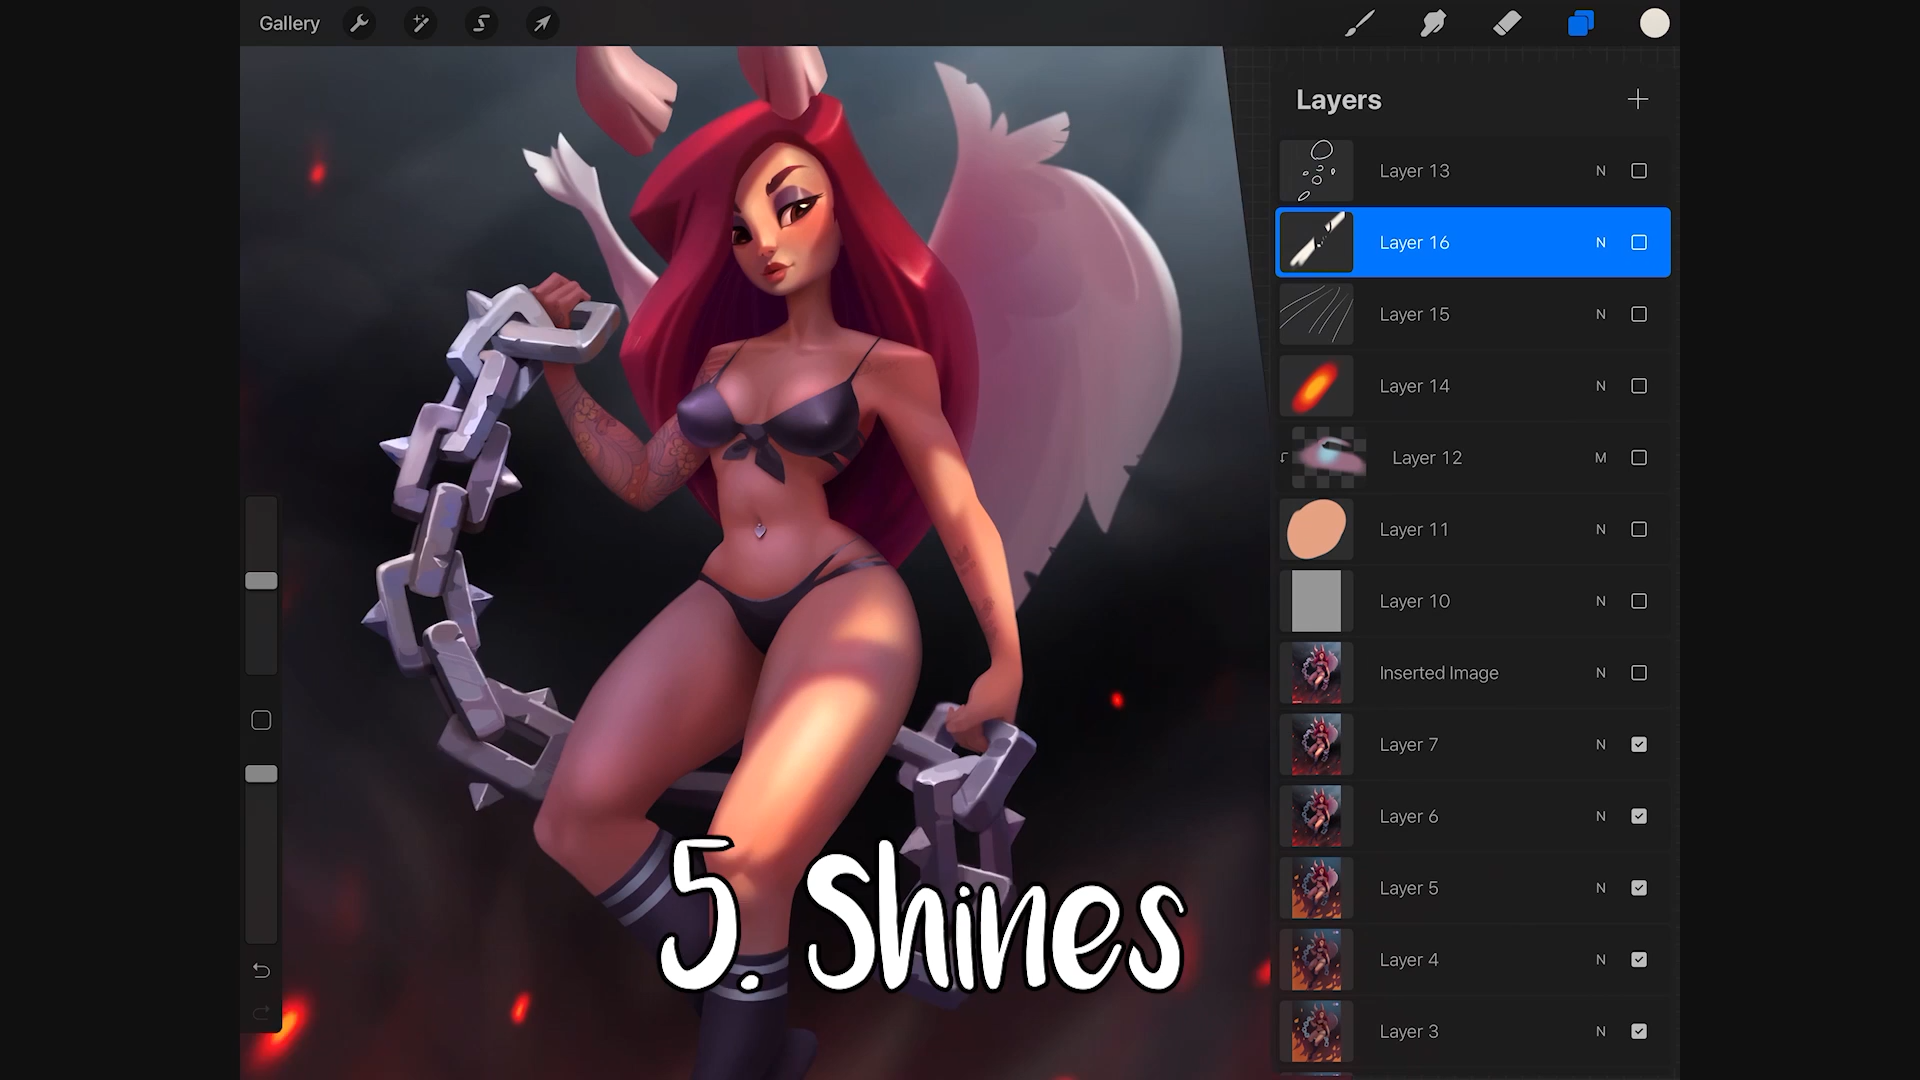 Gallery
Layers
Layer 13 N
Layer 16 N
Layer 15 N
Layer 14 N
Layer 12 M
Layer 11 N
Layer 10 N
Inserted Image N
Layer 7 N
Layer 6 N
Layer 5 N
Layer 4 N
Layer 3 N
5. Shines